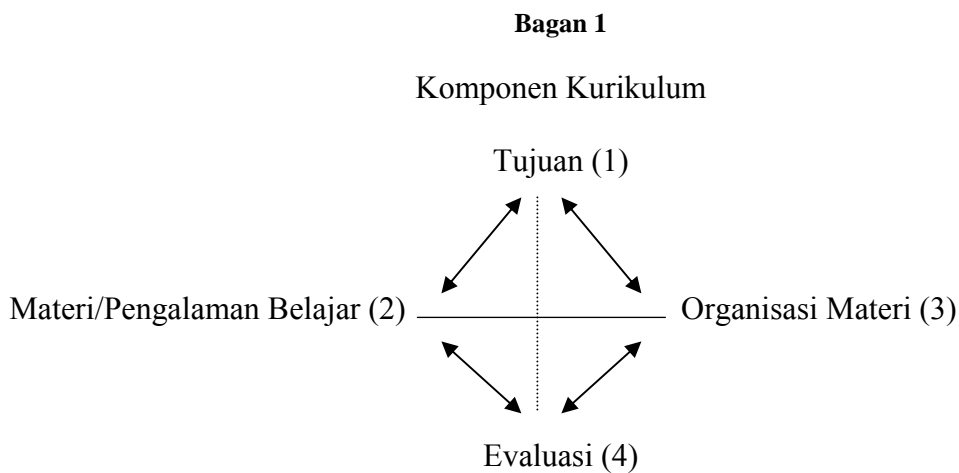 Bagan 1
Komponen Kurikulum
Tujuan (1)
Materi/Pengalaman Belajar (2)
Organisasi Materi (3)
Evaluasi (4)